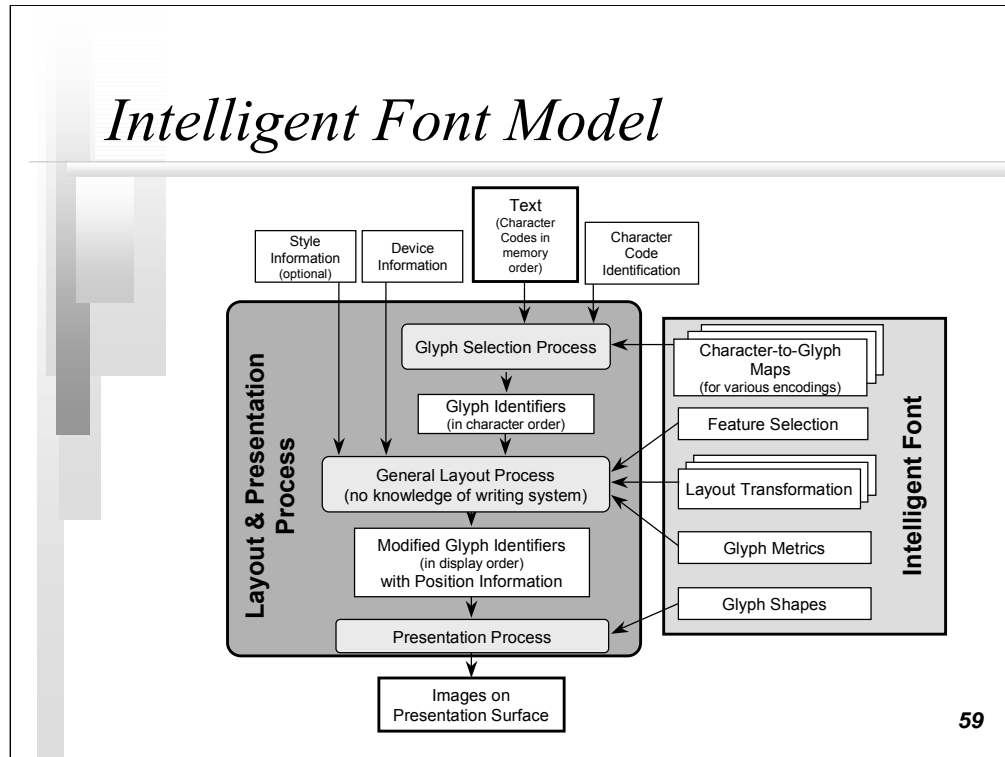 Intelligent Font Model
Text
(Character
Codes in
memory
order)
Style
Information
(optional)
Device
Information
Character
Code
Identification
Layout & Presentation
Process
Glyph Selection Process
Glyph Identifiers
(in character order)
General Layout Process
(no knowledge of writing system)
Modified Glyph Identifiers
(in display order)
with Position Information
Presentation Process
Images on
Presentation Surface
Character-to-Glyph
Maps
(for various encodings)
Feature Selection
Layout Transformation
Glyph Metrics
Glyph Shapes
Intelligent Font
59